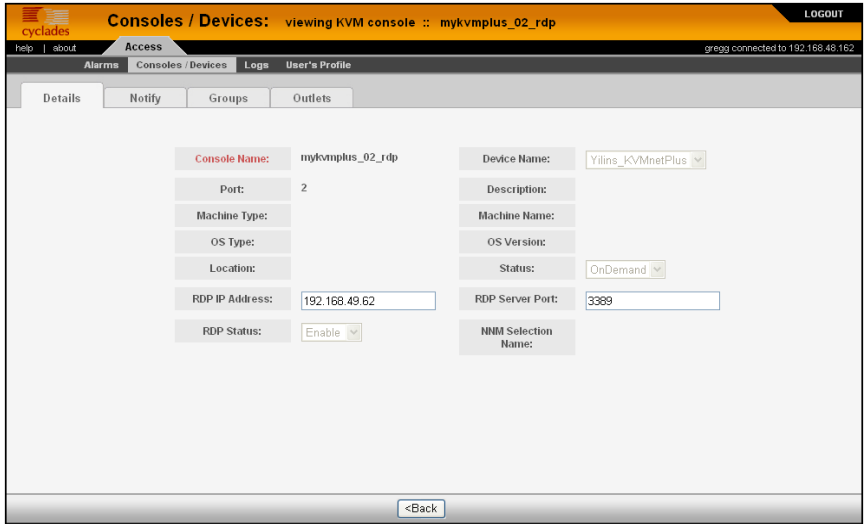 cyclades
Consoles / Devices: viewing KVM console :: mykvmplus_02_rdp
LOGOUT
help | about
Access
gregg connected to 192.168.48.162
Alarms Consoles / Devices Logs User's Profile
Details Notify Groups Outlets
Console Name: mykvmplus_02_rdp Device Name: Yilins_KVMnetPlus
Port: 2 Description:
Machine Type: Machine Name:
OS Type: OS Version:
Location: Status: OnDemand
RDP IP Address: 192.168.49.62 RDP Server Port: 3389
RDP Status: Enable NNM Selection
Name:
<Back